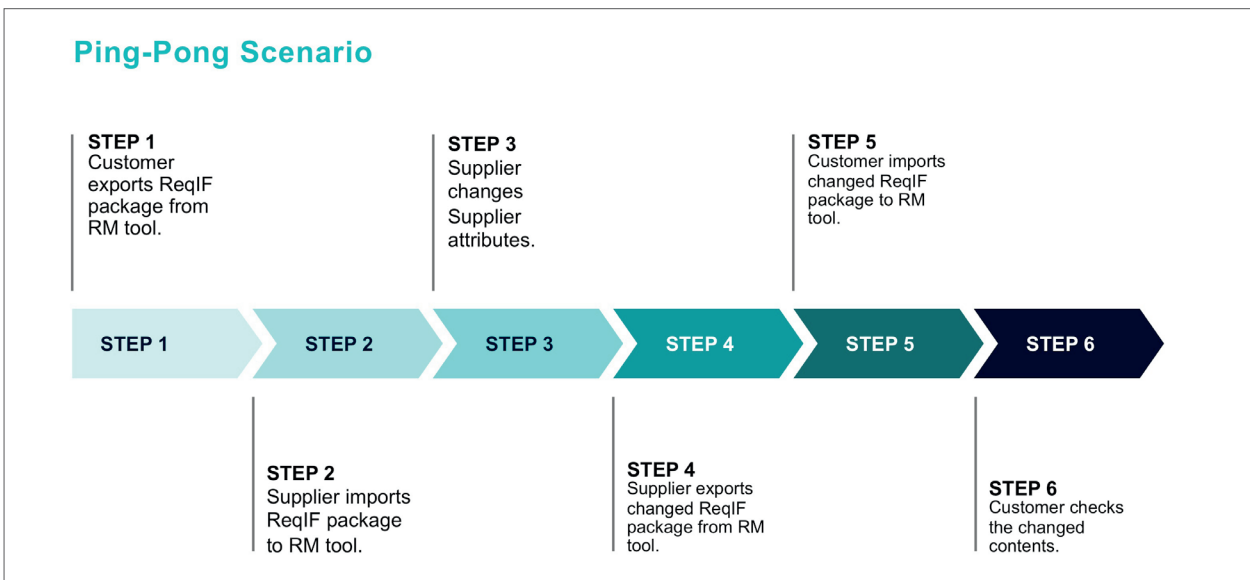 Ping-Pong Scenario
STEP 1
Customer
exports ReqIF
package from
RM tool.
STEP 3
Supplier
changes
Supplier
attributes.
STEP 5
Customer imports
changed ReqIF
package to RM
tool.
STEP 1
STEP 2
STEP 3
STEP 4
STEP 5
STEP 6
STEP 2
Supplier imports
ReqIF package
to RM tool.
STEP 4
Supplier exports
changed ReqIF
package from RM
tool.
STEP 6
Customer checks
the changed
contents.